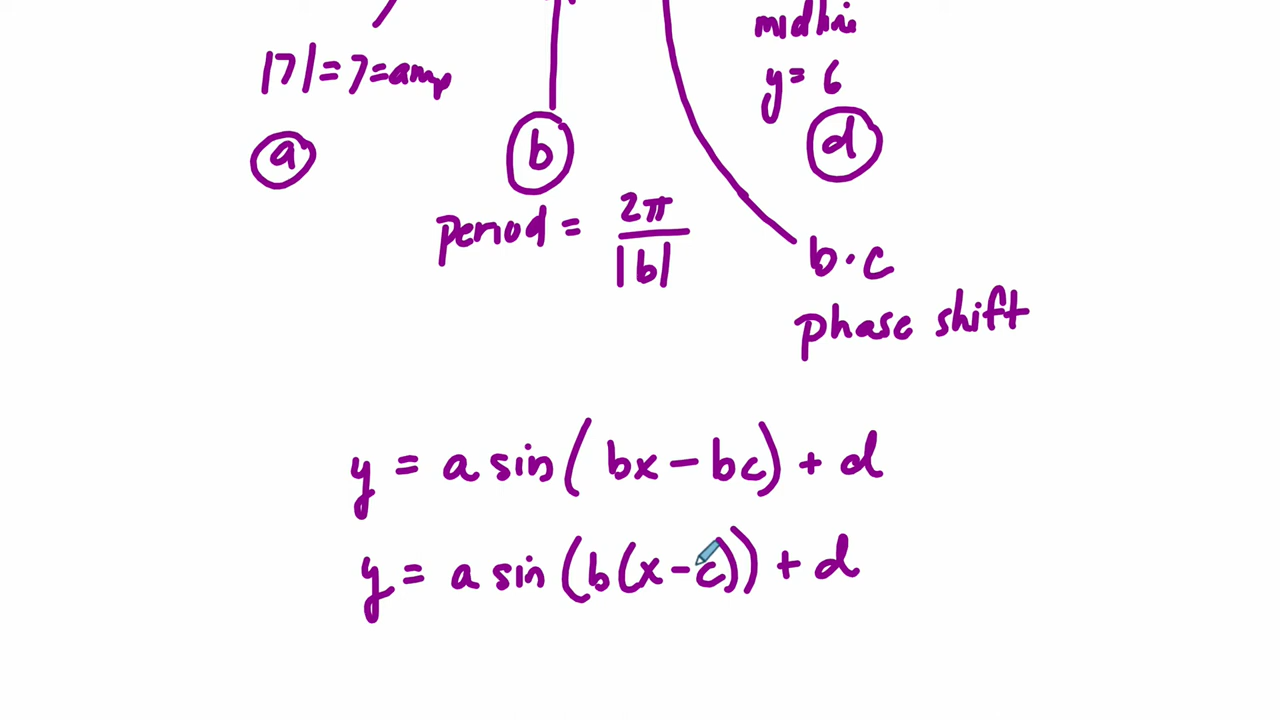 midline
|7|=7=amp
y=6
a
b
d
period = 2π/|b|
b·c
phase shift
y = a sin(bx-bc)+d
y = a sin(b(x-c))+d